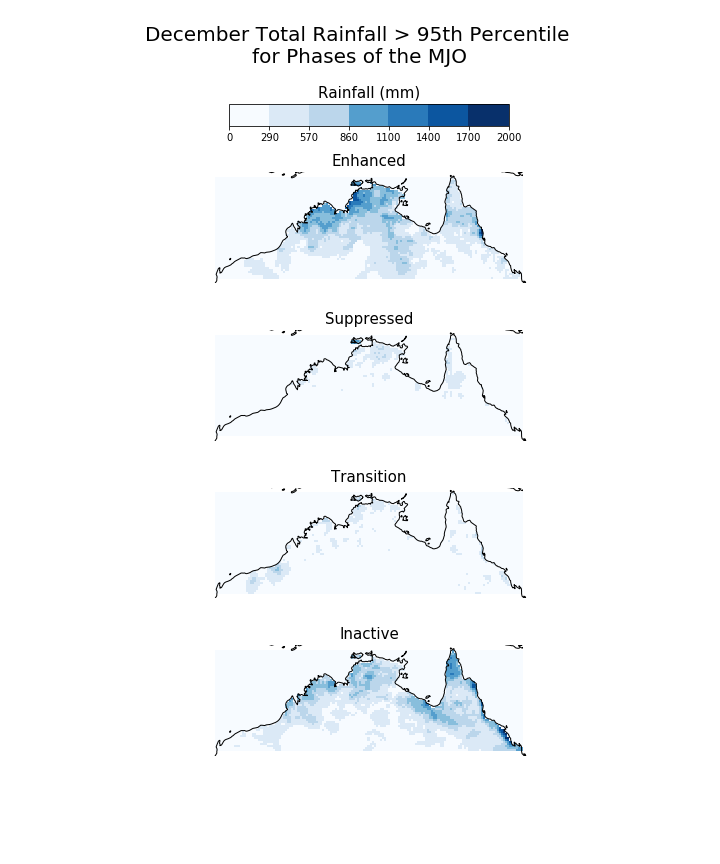 December Total Rainfall > 95th Percentile
for Phases of the MJO
Rainfall (mm)
0 290 570 860 1100 1400 1700 2000
Enhanced
Suppressed
Transition
Inactive